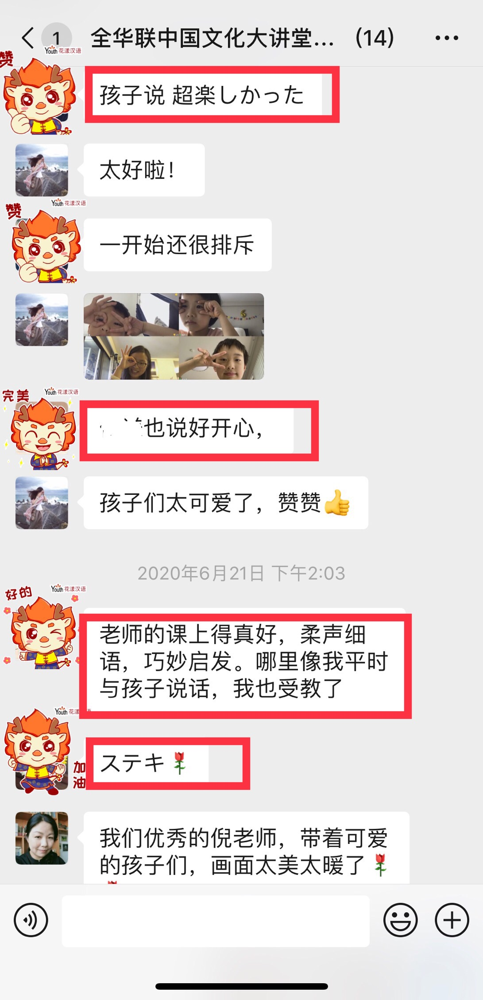 1 全华联中国文化大讲堂... (14)
Youth 花漾汉语
赞
孩子说 超楽しかった
太好啦！
Youth 花漾汉语
赞
一开始还很排斥
6
Youth 花漾汉语
完美
也说好开心，
孩子们太可爱了，赞赞👍
2020年6月21日 下午2:03
Youth 花漾汉语
好的
老师的课上得真好，柔声细
语，巧妙启发。哪里像我平时
与孩子说话，我也受教了
Youth 花漾
加油
ステキ🌹
我们优秀的倪老师，带着可爱
的孩子们，画面太美太暖了🌹